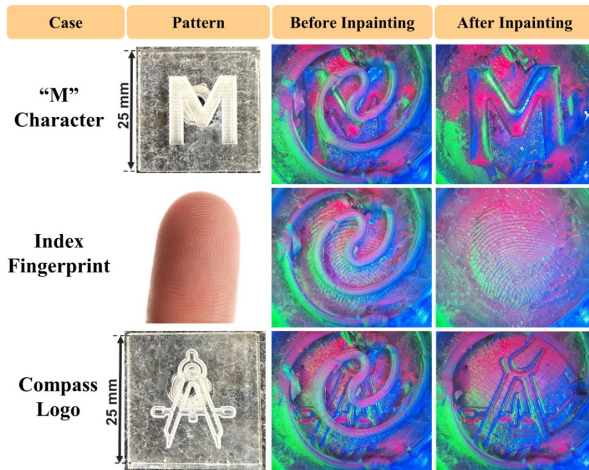 Case Pattern Before Inpainting After Inpainting
“M”
Character
25 mm
Index
Fingerprint
Compass
Logo
25 mm